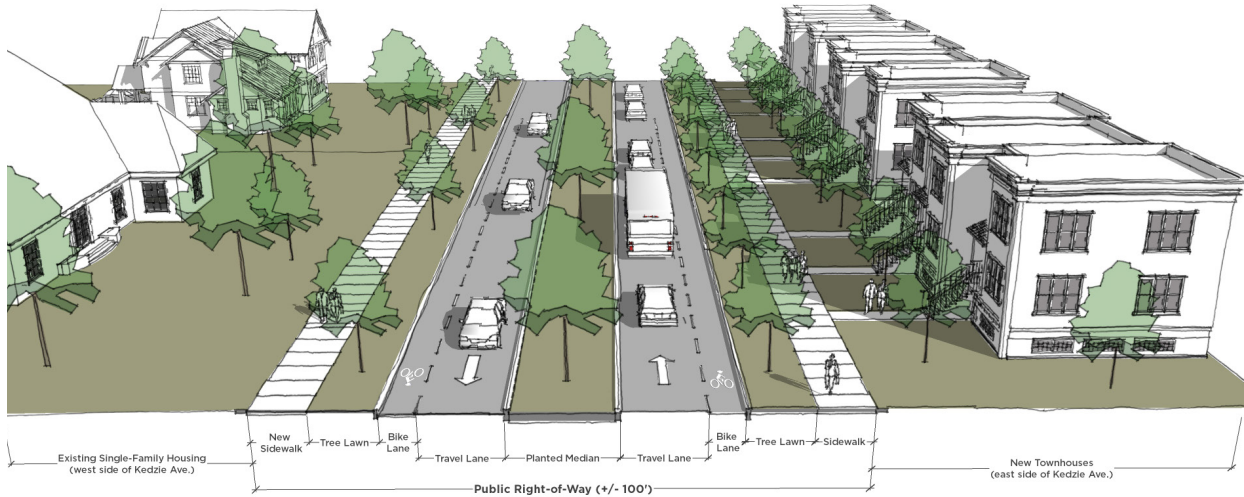 New
Sidewalk
Tree Lawn
Bike
Lane
Travel Lane
Planted Median
Travel Lane
Bike
Lane
Tree Lawn
Sidewalk
Existing Single-Family Housing
(west side of Kedzie Ave.)
New Townhouses
(east side of Kedzie Ave.)
Public Right-of-Way (+/- 100')